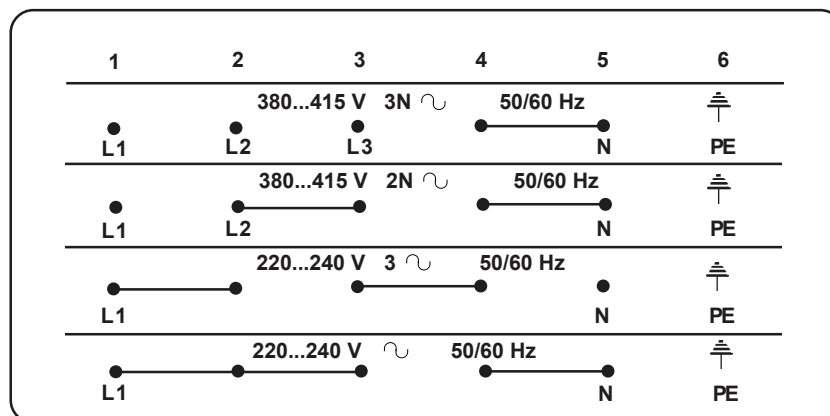 1 2 3 4 5 6
380...415 V 3N 50/60 Hz
L1 L2 L3 N PE
380...415 V 2N 50/60 Hz
L1 L2 N PE
220...240 V 3 50/60 Hz
L1 N PE
220...240 V 50/60 Hz
L1 N PE